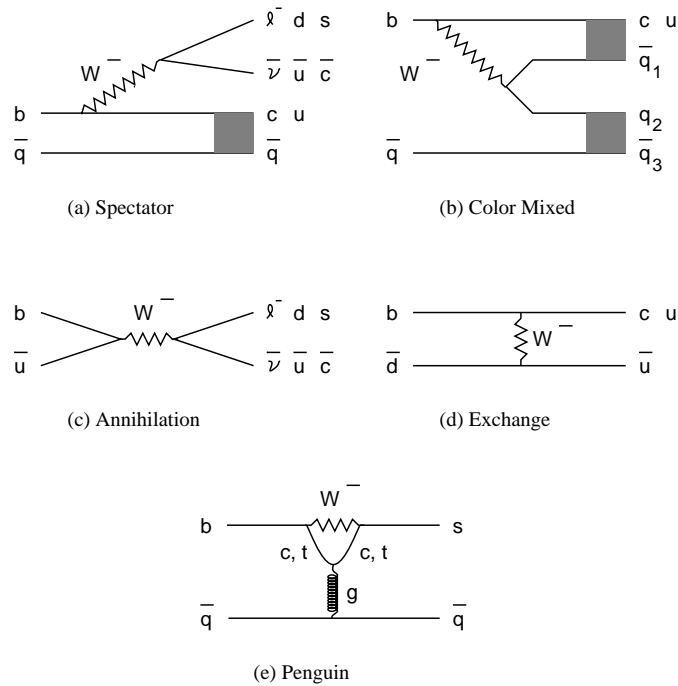 ℓ⁻ d s
W⁻
ν̅ u̅ c̅
b
c u
q̅
q̅
(a) Spectator
b
c u
W⁻
q̅₁
q₂
q̅
q̅₃
(b) Color Mixed
b
W⁻
ℓ⁻ d s
u̅
ν̅ u̅ c̅
(c) Annihilation
b
c u
W⁻
d̅
u̅
(d) Exchange
W⁻
b
s
c, t
c, t
g
q̅
q̅
(e) Penguin